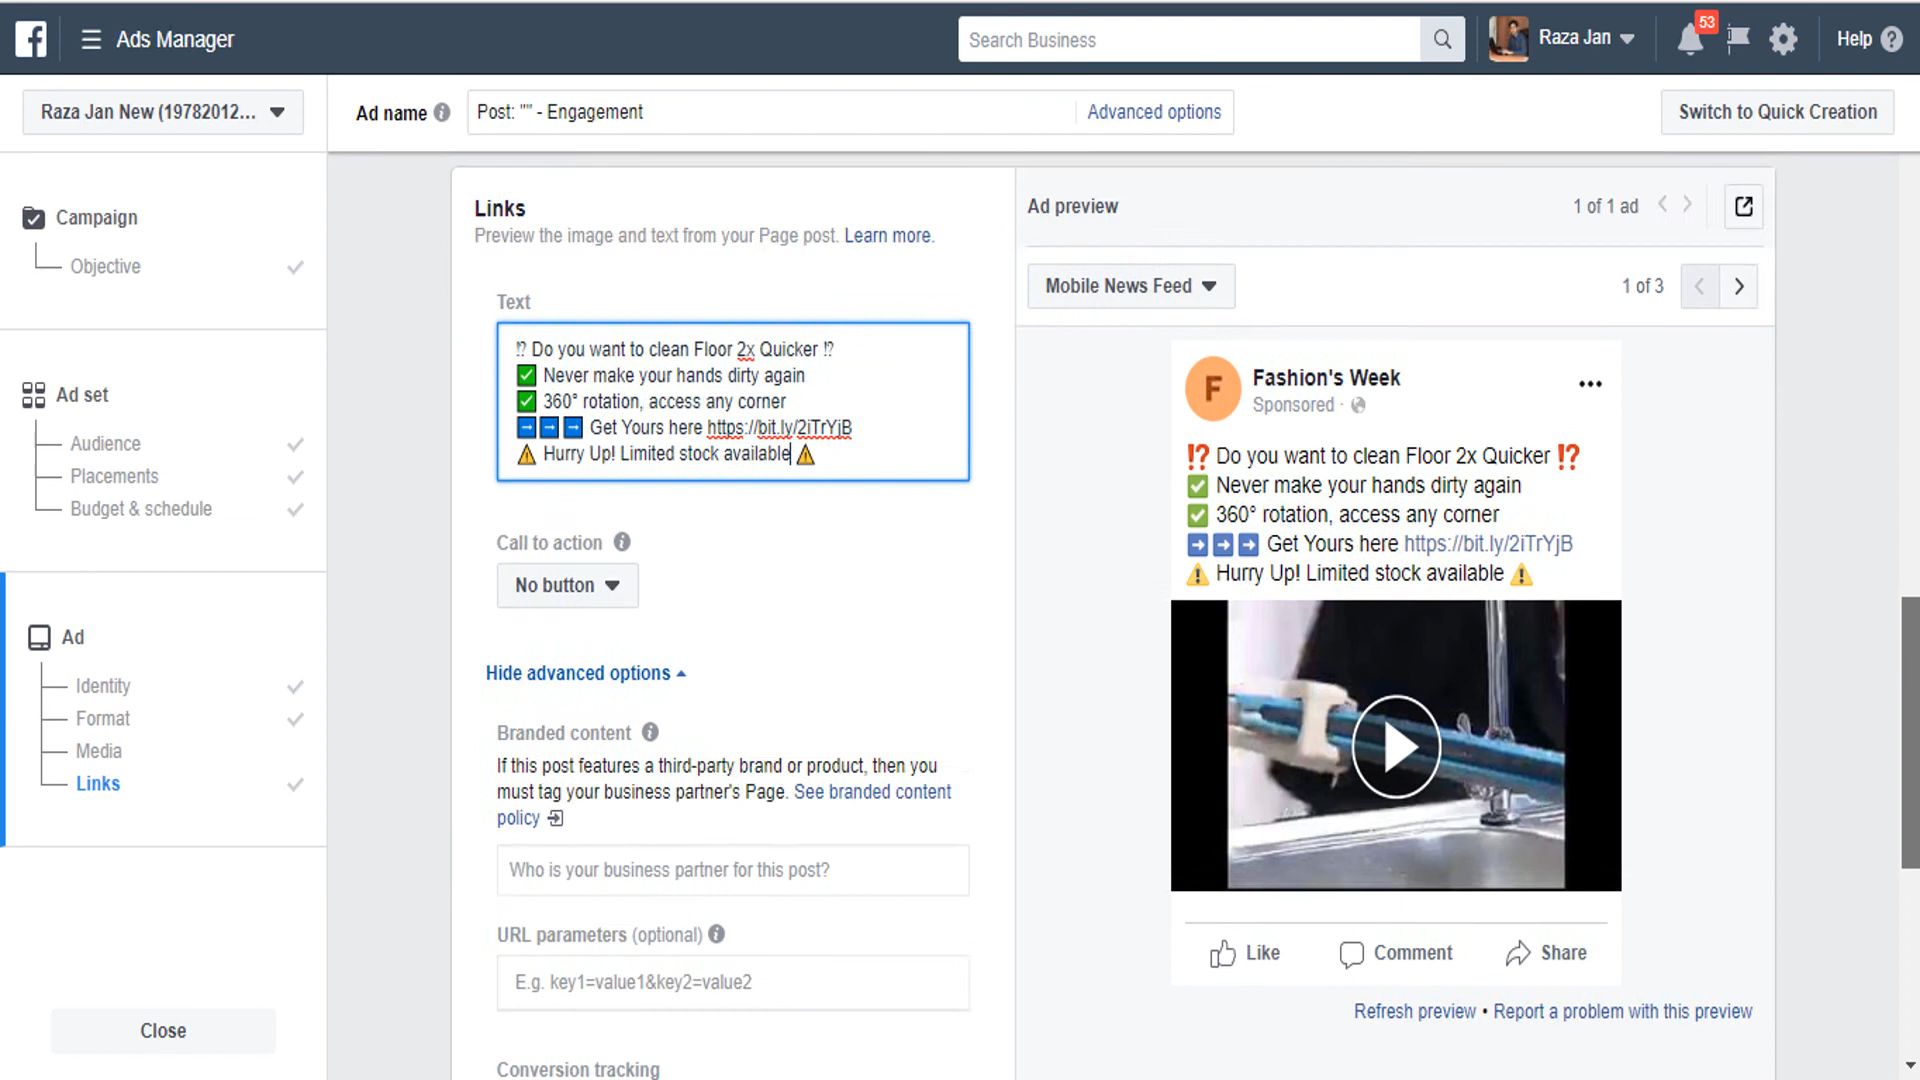 Ads Manager
Search Business
Raza Jan
53
Help
Raza Jan New (19782012...
Ad name
Post: "" - Engagement
Advanced options
Switch to Quick Creation
Campaign
Objective
Ad set
Audience
Placements
Budget & schedule
Ad
Identity
Format
Media
Links
Close
Links
Preview the image and text from your Page post. Learn more.
Text
⁉ Do you want to clean Floor 2x Quicker ⁉
✅ Never make your hands dirty again
✅ 360° rotation, access any corner
➡➡➡ Get Yours here https://bit.ly/2iTrYjB
⚠ Hurry Up! Limited stock available ⚠
Call to action
No button
Hide advanced options
Branded content
If this post features a third-party brand or product, then you
must tag your business partner's Page. See branded content
policy
Who is your business partner for this post?
URL parameters (optional)
E.g. key1=value1&key2=value2
Conversion tracking
Ad preview
1 of 1 ad
Mobile News Feed
1 of 3
F
Fashion's Week
Sponsored ·
⁉ Do you want to clean Floor 2x Quicker ⁉
✅ Never make your hands dirty again
✅ 360° rotation, access any corner
➡➡➡ Get Yours here https://bit.ly/2iTrYjB
⚠ Hurry Up! Limited stock available ⚠
Like
Comment
Share
Refresh preview • Report a problem with this preview